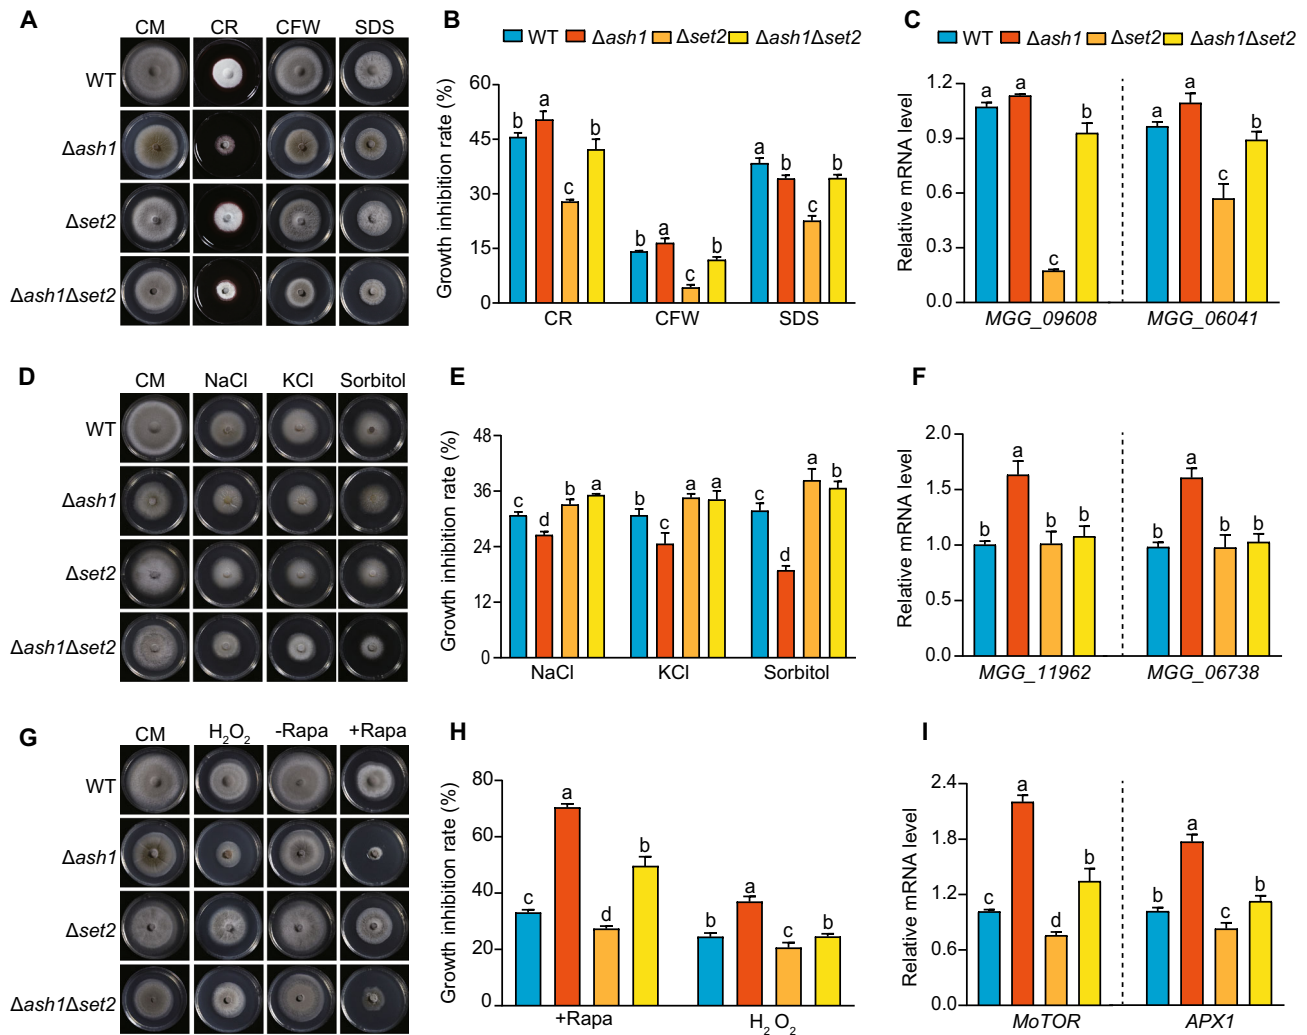 A
CM CR CFW SDS
WT
Δash1
Δset2
Δash1Δset2
B
WT Δash1 Δset2 Δash1Δset2
Growth inhibition rate (%)
60
45
30
15
0
b a c b
b a c b
a b c b
CR CFW SDS
C
WT Δash1 Δset2 Δash1Δset2
Relative mRNA level
1.2
0.9
0.6
0.3
0.0
a a c b
b a c b
MGG_09608 MGG_06041
D
CM NaCl KCl Sorbitol
WT
Δash1
Δset2
Δash1Δset2
E
Growth inhibition rate (%)
48
36
24
12
0
c d b a
b c a a
c d a b
NaCl KCl Sorbitol
F
Relative mRNA level
2.0
1.5
1.0
0.5
0.0
b a b b
b a b b
MGG_11962 MGG_06738
G
CM H2O2 -Rapa +Rapa
WT
Δash1
Δset2
Δash1Δset2
H
Growth inhibition rate (%)
80
60
40
20
0
c a d b
b a c b
+Rapa H2 O2
I
Relative mRNA level
2.4
1.8
1.2
0.6
0.0
c a d b
b a c b
MoTOR APX1